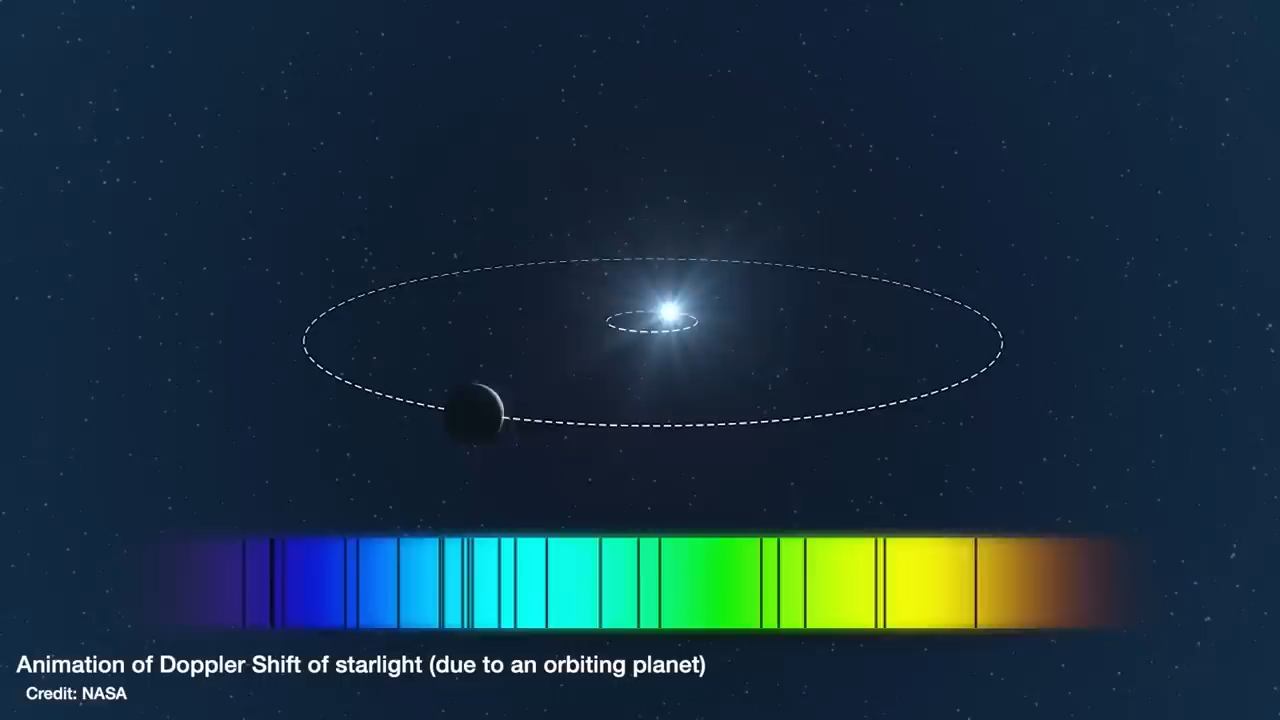 Animation of Doppler Shift of starlight (due to an orbiting planet)
Credit: NASA